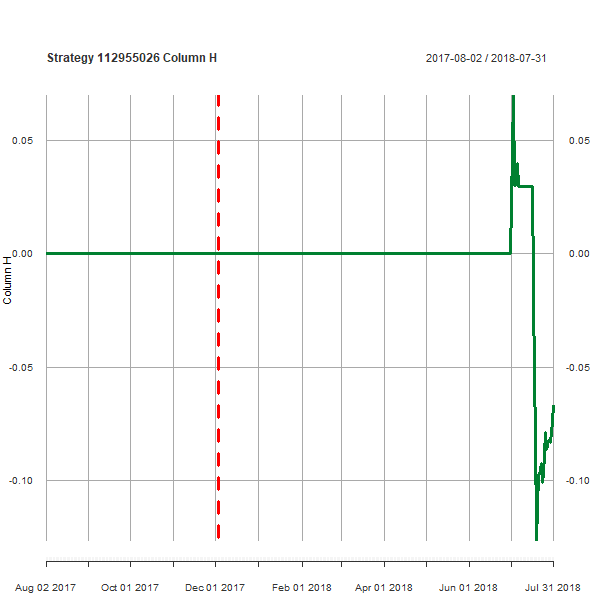 Strategy 112955026 Column H
2017-08-02 / 2018-07-31
0.05 0.05
0.00 0.00
Column H
-0.05 -0.05
-0.10 -0.10
Aug 02 2017 Oct 01 2017 Dec 01 2017 Feb 01 2018 Apr 01 2018 Jun 01 2018 Jul 31 2018